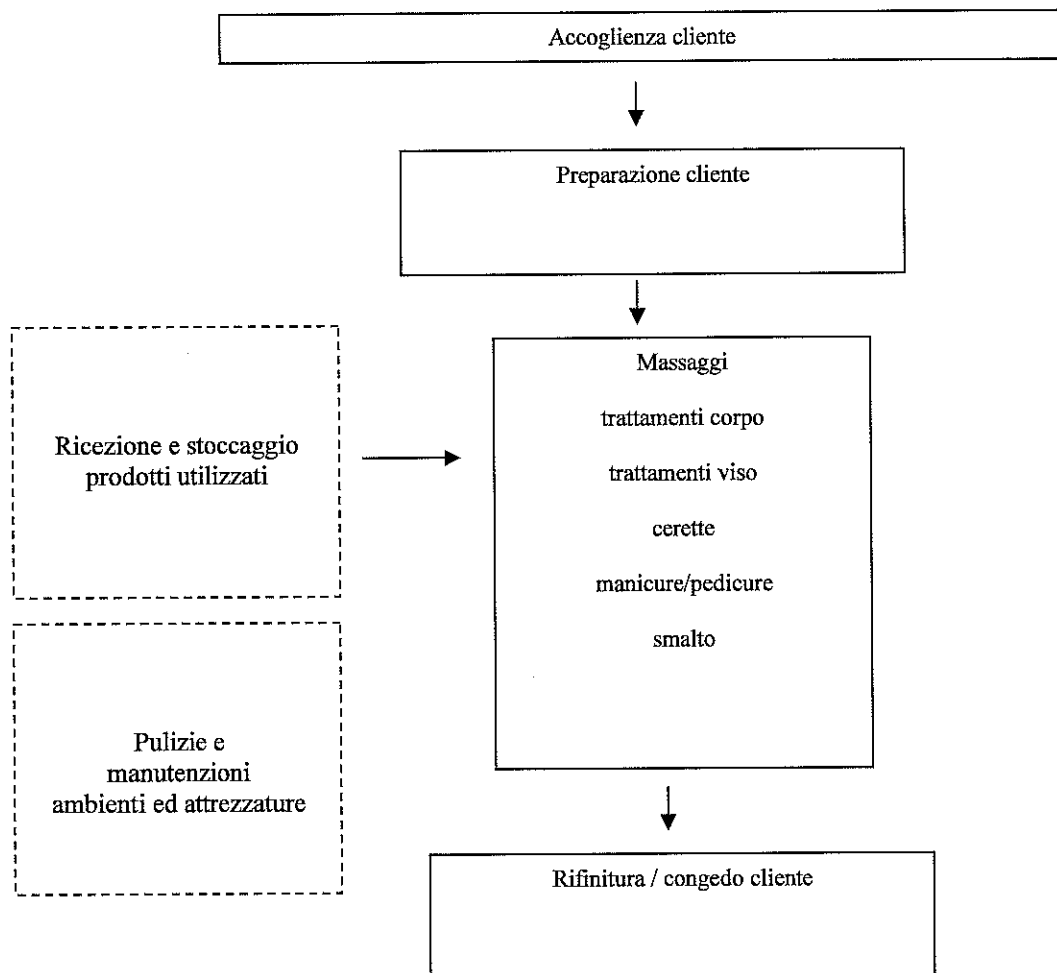 Accoglienza cliente
Preparazione cliente
Ricezione e stoccaggio
prodotti utilizzati
Massaggi
trattamenti corpo
trattamenti viso
cerette
manicure/pedicure
smalto
Pulizie e
manutenzioni
ambienti ed attrezzature
Rifinitura / congedo cliente